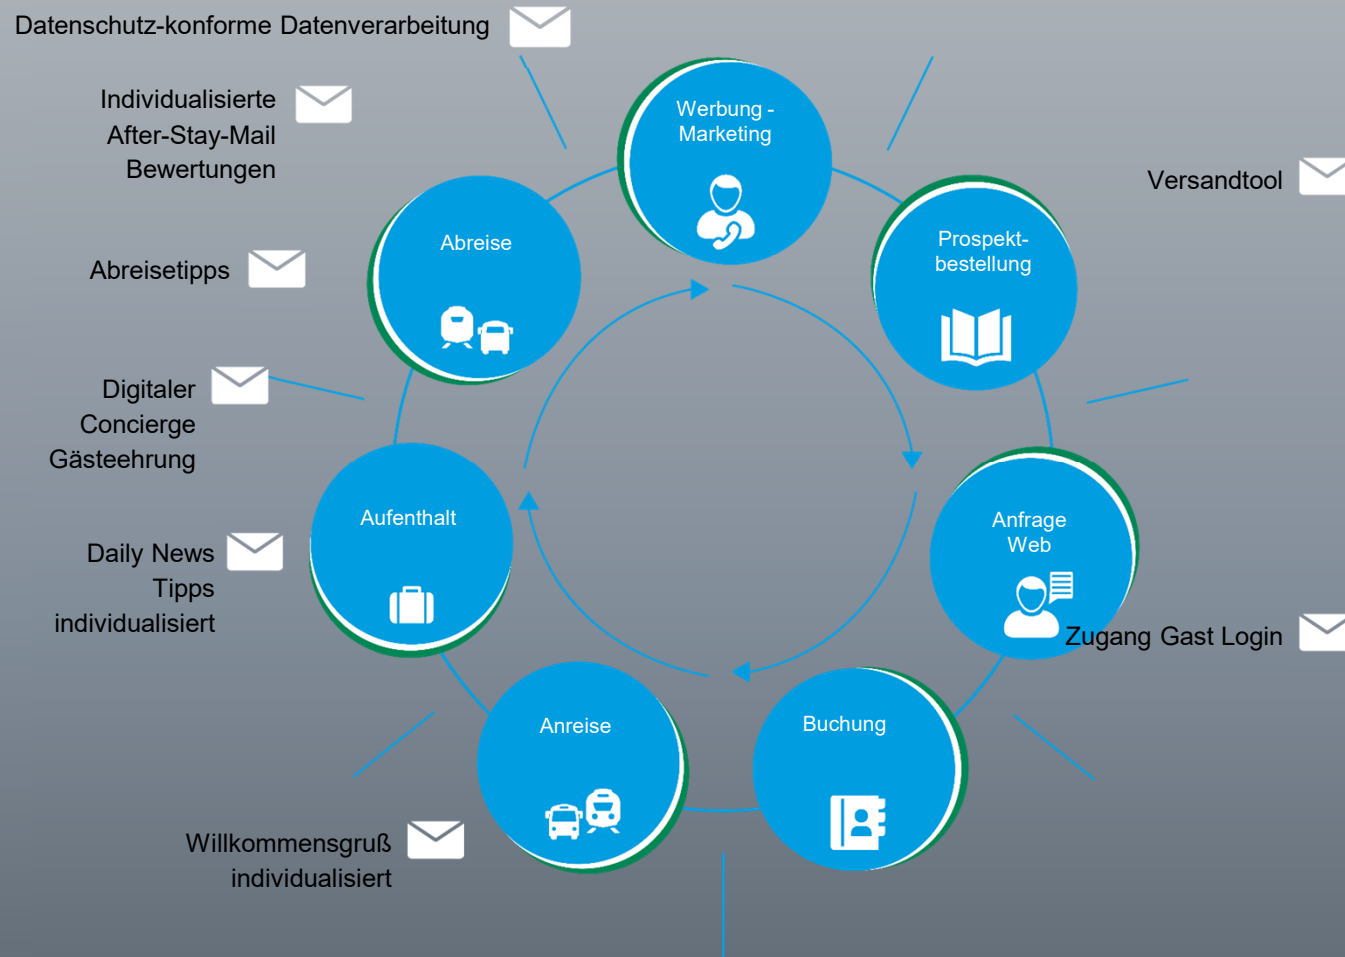 Datenschutz-konforme Datenverarbeitung
Individualisierte
After-Stay-Mail
Bewertungen
Abreisetipps
Digitaler
Concierge
Gästeehrung
Daily News
Tipps
individualisiert
Willkommensgruß
individualisiert
Werbung -
Marketing
Prospekt-
bestellung
Anfrage
Web
Buchung
Anreise
Aufenthalt
Abreise
Versandtool
Zugang Gast Login